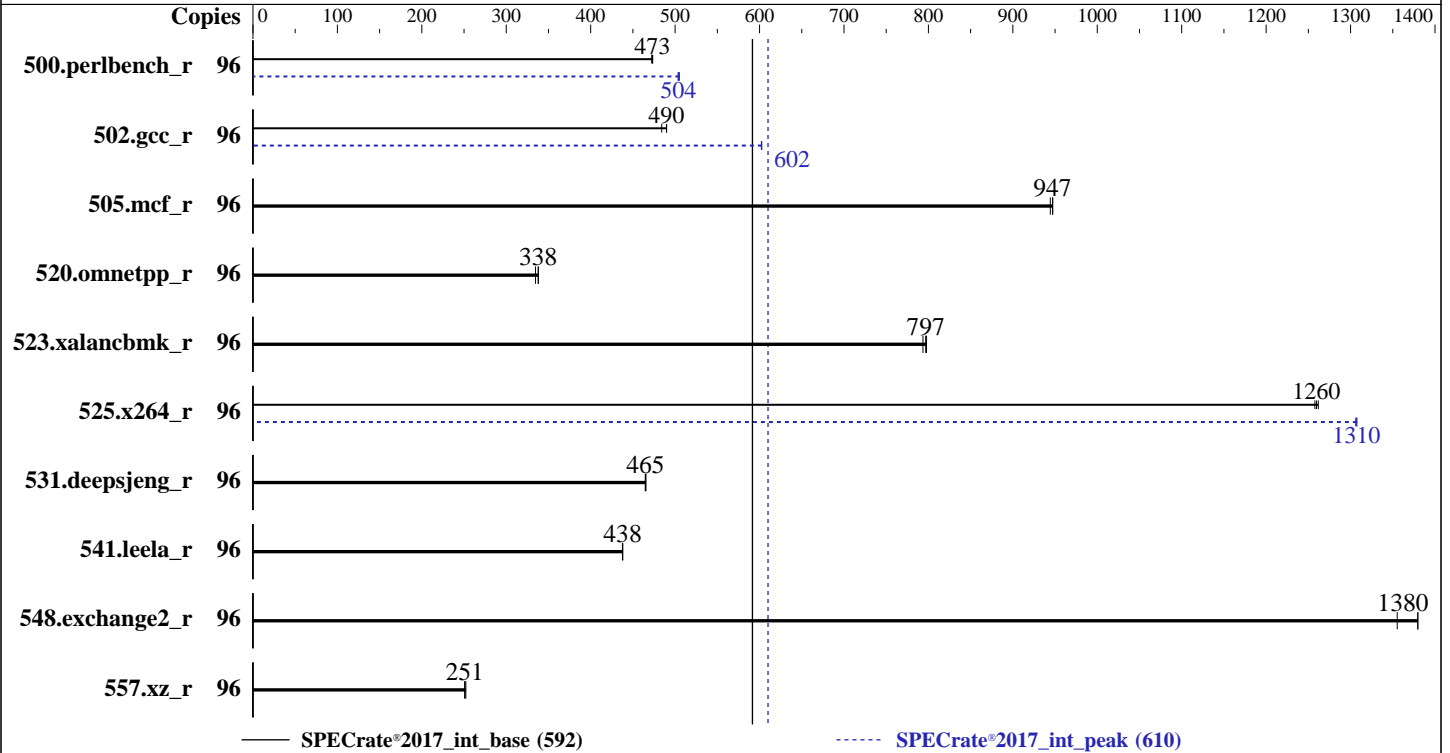 Copies 0 100 200 300 400 500 600 700 800 900 1000 1100 1200 1300 1400
500.perlbench_r 96 473
504
502.gcc_r 96 490
602
505.mcf_r 96 947
520.omnetpp_r 96 338
523.xalancbmk_r 96 797
525.x264_r 96 1260
1310
531.deepsjeng_r 96 465
541.leela_r 96 438
548.exchange2_r 96 1380
557.xz_r 96 251
SPECrate®2017_int_base (592) SPECrate®2017_int_peak (610)